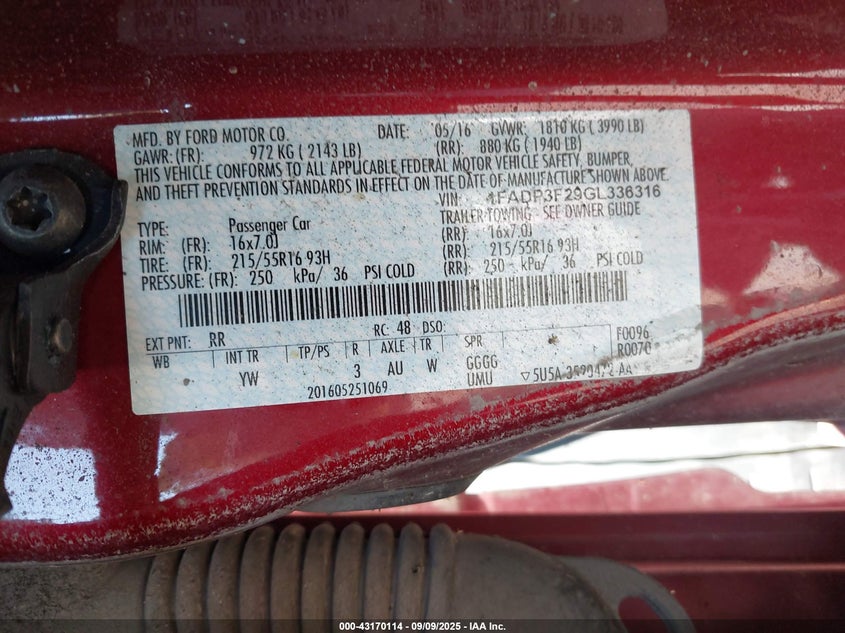 MFD. BY FORD MOTOR CO. DATE: 05/16 GVWR: 1810 KG ( 3990 LB)
GAWR: (FR): 972 KG ( 2143 LB) (RR): 880 KG ( 1940 LB)
THIS VEHICLE CONFORMS TO ALL APPLICABLE FEDERAL MOTOR VEHICLE SAFETY, BUMPER,
AND THEFT PREVENTION STANDARDS IN EFFECT ON THE DATE OF MANUFACTURE SHOWN ABOVE.
VIN: 1FADP3F29GL336316
TYPE: Passenger Car TRAILER TOWING - SEE OWNER GUIDE
RIM: (FR): 16x7.0J (RR): 16x7.0J
TIRE: (FR): 215/55R16 93H (RR): 215/55R16 93H
PRESSURE: (FR): 250 kPa/ 36 PSI COLD (RR): 250 kPa/ 36 PSI COLD
EXT PNT: RR RC: 48 DSO: F0096
WB INT TR TP/PS R AXLE TR SPR R0070
YW 3 AU W GGGG
UMU
201605251069 ▽5U5A-3590472-AA
000-43170114 - 09/09/2025 - IAA Inc.